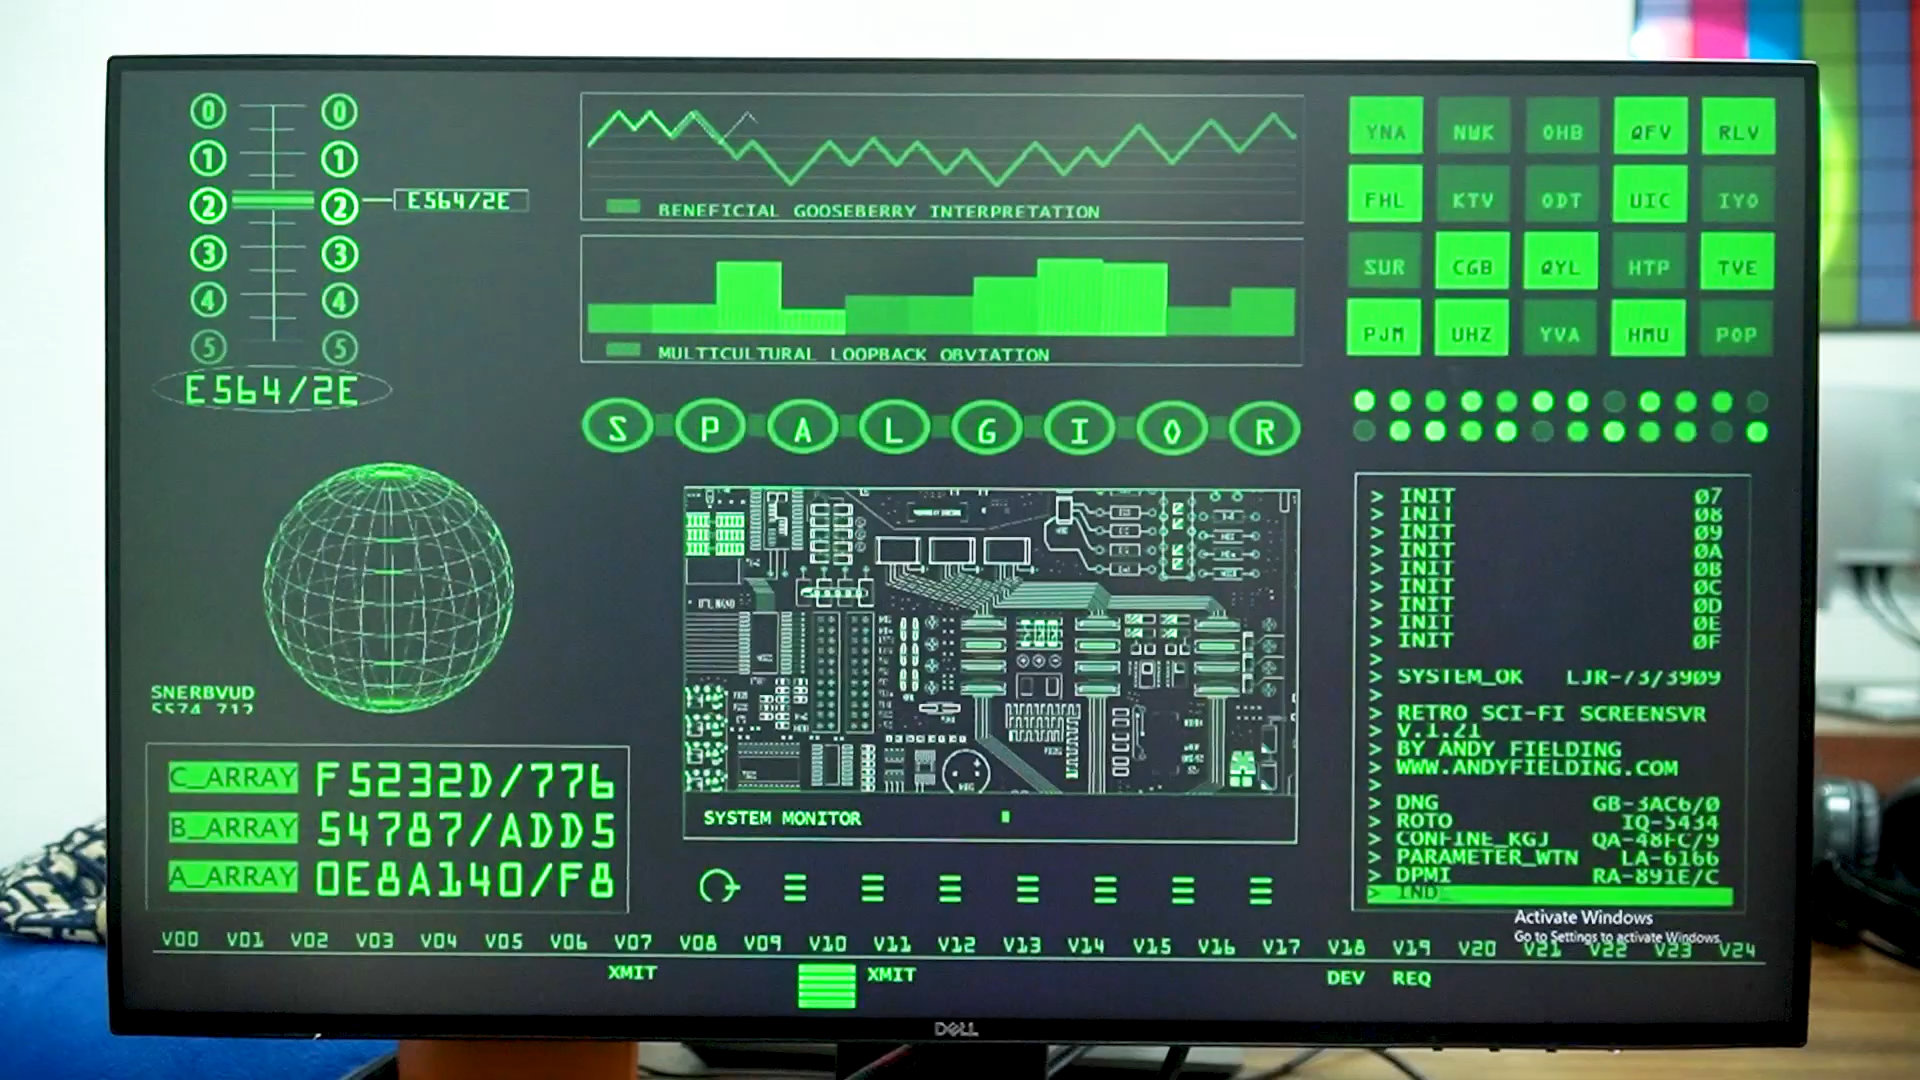 0 0
1 1
2 2 E564/2E
3 3
4 4
5 5
E564/2E
BENEFICIAL GOOSEBERRY INTERPRETATION
MULTICULTURAL LOOPBACK OBVIATION
S P A L G I O R
YNA NWK OHB QFV RLV
FHL KTV ODT UIC IYO
SUR CGB QYL HTP TVE
PJM UHZ YVA HMU POP
SNERBVUD
5574 712
C_ARRAY F5232D/776
B_ARRAY 54787/ADD5
A_ARRAY 0E8A140/F8
SYSTEM MONITOR
> INIT 07
> INIT 08
> INIT 09
> INIT 0A
> INIT 0B
> INIT 0C
> INIT 0D
> INIT 0E
> INIT 0F
>
> SYSTEM_OK LJR-73/3909
>
> RETRO SCI-FI SCREENSVR
> V.1.21
> BY ANDY FIELDING
> WWW.ANDYFIELDING.COM
>
> DNG GB-3AC6/0
> ROTO IQ-5434
> CONFINE_KGJ QA-48FC/9
> PARAMETER_WTN LA-6166
> DPMI RA-891E/C
> IND_
Activate Windows
Go to Settings to activate Windows.
V00 V01 V02 V03 V04 V05 V06 V07 V08 V09 V10 V11 V12 V13 V14 V15 V16 V17 V18 V19 V20 V21 V22 V23 V24
XMIT XMIT DEV REQ
DELL